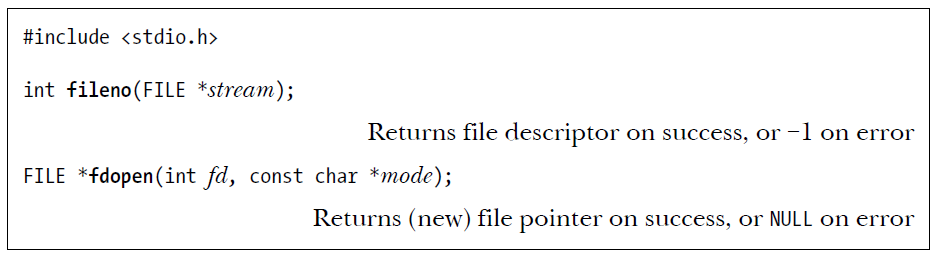 #include <stdio.h>
int fileno(FILE *stream);
Returns file descriptor on success, or −1 on error
FILE *fdopen(int fd, const char *mode);
Returns (new) file pointer on success, or NULL on error